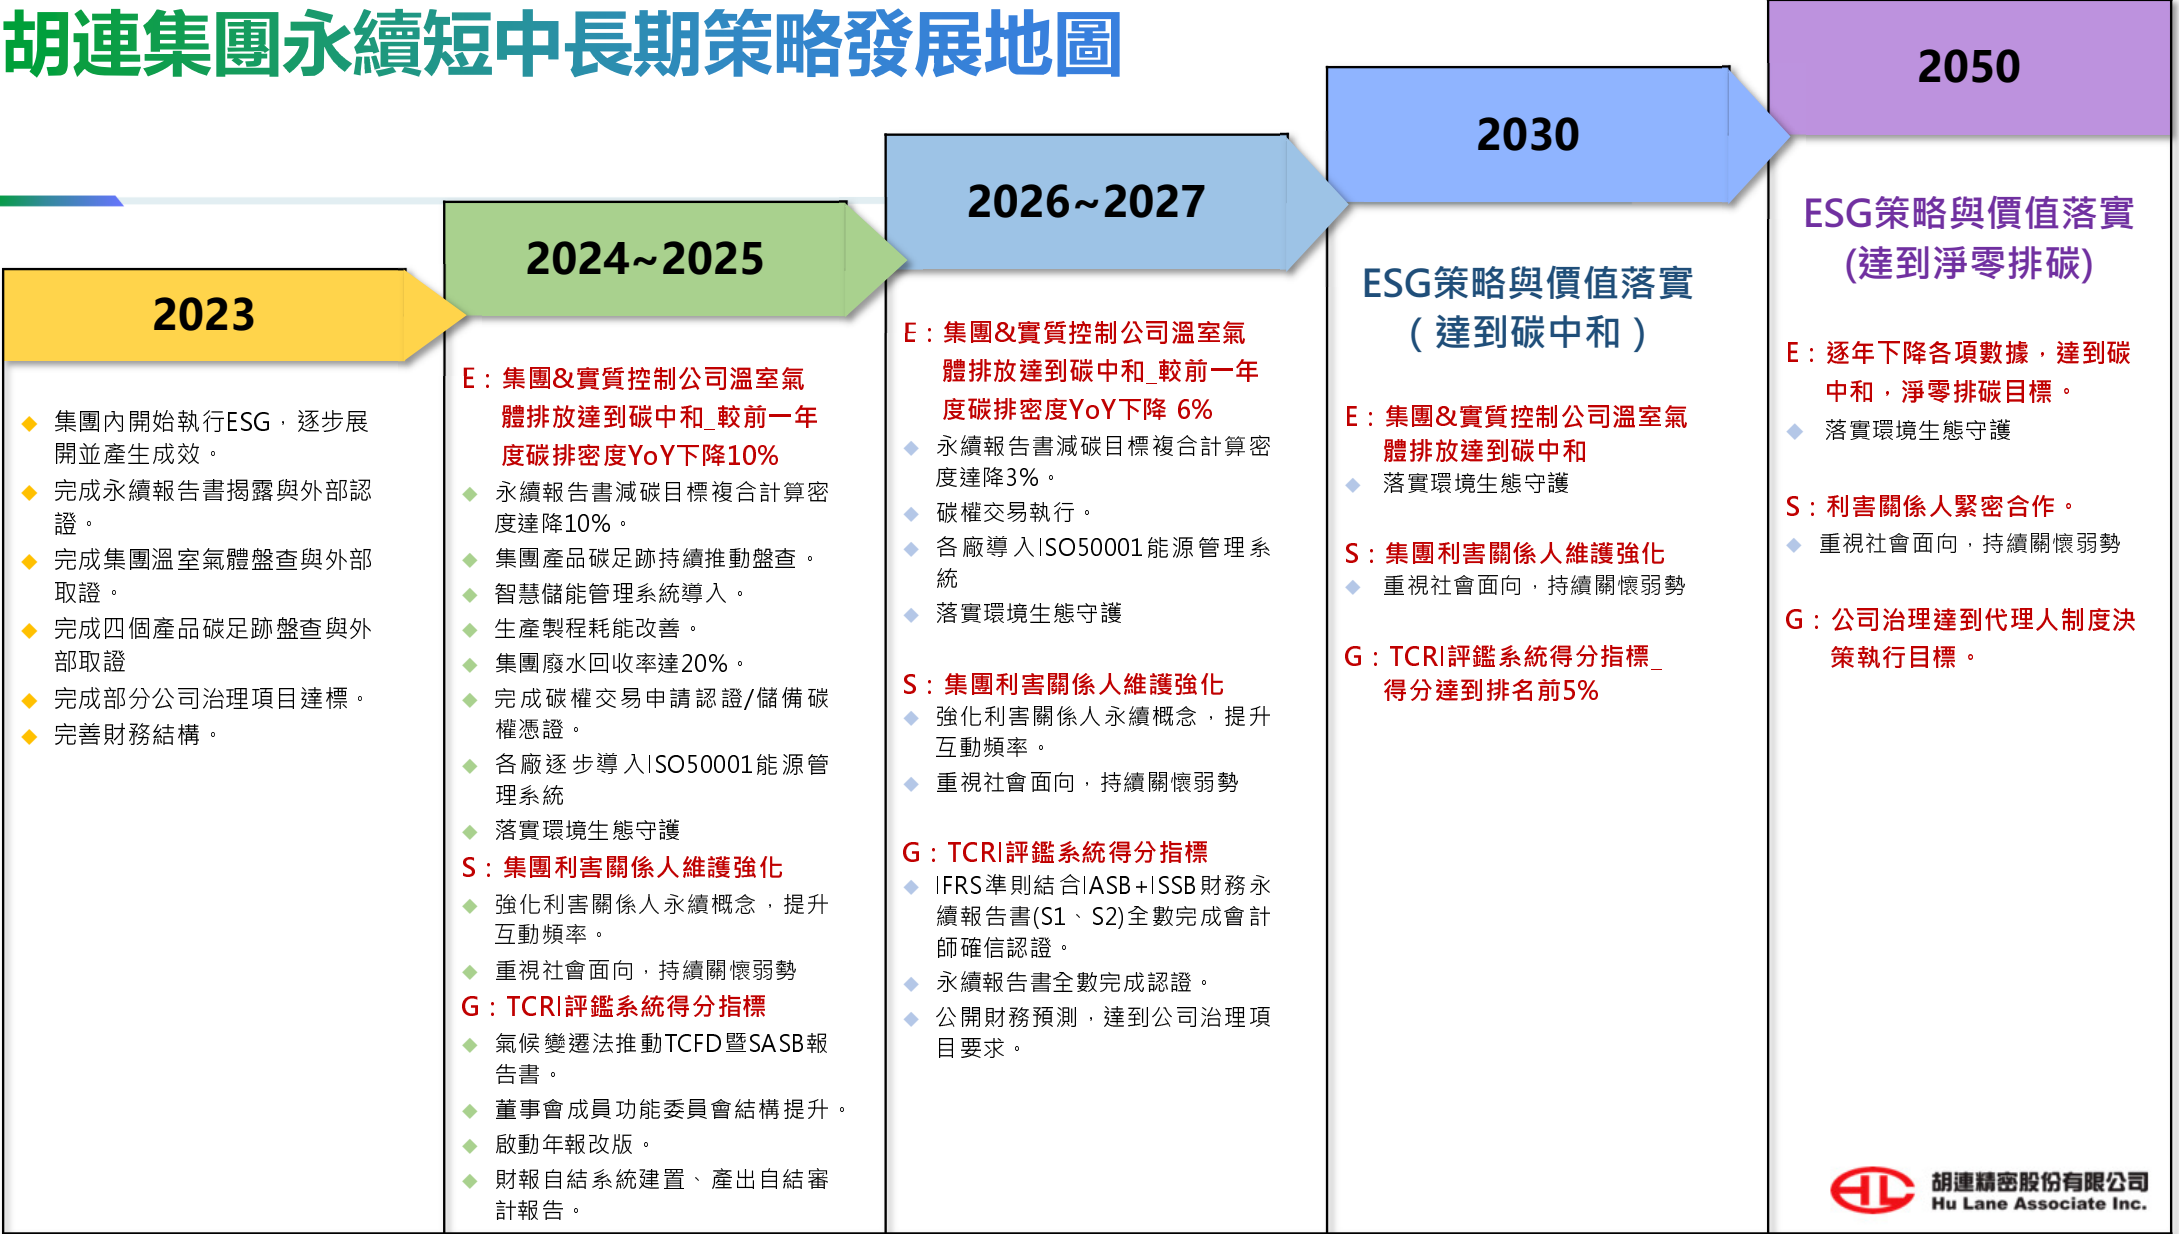 胡連集團永續短中長期策略發展地圖
2023
集團內開始執行ESG，逐步展
開並產生成效。
完成永續報告書揭露與外部認
證。
完成集團溫室氣體盤查與外部
取證。
完成四個產品碳足跡盤查與外
部取證
完成部分公司治理項目達標。
完善財務結構。
2024~2025
E：集團&實質控制公司溫室氣
體排放達到碳中和_較前一年
度碳排密度YoY下降10%
永續報告書減碳目標複合計算密
度達降10%。
集團產品碳足跡持續推動盤查。
智慧儲能管理系統導入。
生產製程耗能改善。
集團廢水回收率達20%。
完成碳權交易申請認證/儲備碳
權憑證。
各廠逐步導入ISO50001能源管
理系統
落實環境生態守護
S：集團利害關係人維護強化
強化利害關係人永續概念，提升
互動頻率。
重視社會面向，持續關懷弱勢
G：TCRI評鑑系統得分指標
氣候變遷法推動TCFD暨SASB報
告書。
董事會成員功能委員會結構提升。
啟動年報改版。
財報自結系統建置、產出自結審
計報告。
2026~2027
E：集團&實質控制公司溫室氣
體排放達到碳中和_較前一年
度碳排密度YoY下降 6%
永續報告書減碳目標複合計算密
度達降3%。
碳權交易執行。
各廠導入ISO50001能源管理系
統
落實環境生態守護
S：集團利害關係人維護強化
強化利害關係人永續概念，提升
互動頻率。
重視社會面向，持續關懷弱勢
G：TCRI評鑑系統得分指標
IFRS準則結合IASB+ISSB財務永
續報告書(S1、S2)全數完成會計
師確信認證。
永續報告書全數完成認證。
公開財務預測，達到公司治理項
目要求。
2030
ESG策略與價值落實
（達到碳中和）
E：集團&實質控制公司溫室氣
體排放達到碳中和
落實環境生態守護
S：集團利害關係人維護強化
重視社會面向，持續關懷弱勢
G：TCRI評鑑系統得分指標_
得分達到排名前5%
2050
ESG策略與價值落實
(達到淨零排碳)
E：逐年下降各項數據，達到碳
中和，淨零排碳目標。
落實環境生態守護
S：利害關係人緊密合作。
重視社會面向，持續關懷弱勢
G：公司治理達到代理人制度決
策執行目標。
胡連精密股份有限公司
Hu Lane Associate Inc.